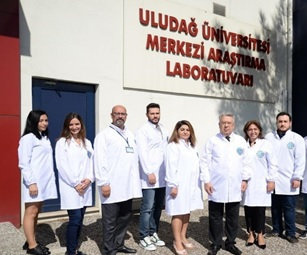 ULUDAĞ ÜNİVERSİTESİ
MERKEZİ ARAŞTIRMA
LABORATUVARI